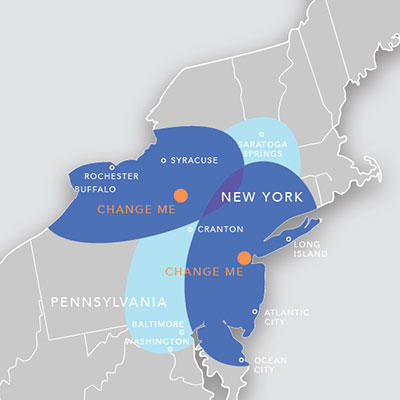 SARATOGA
SPRINGS
SYRACUSE
ROCHESTER
BUFFALO
CHANGE ME
NEW YORK
CRANTON
LONG
ISLAND
CHANGE ME
PENNSYLVANIA
ATLANTIC
CITY
BALTIMORE
WASHINGTON
OCEAN
CITY